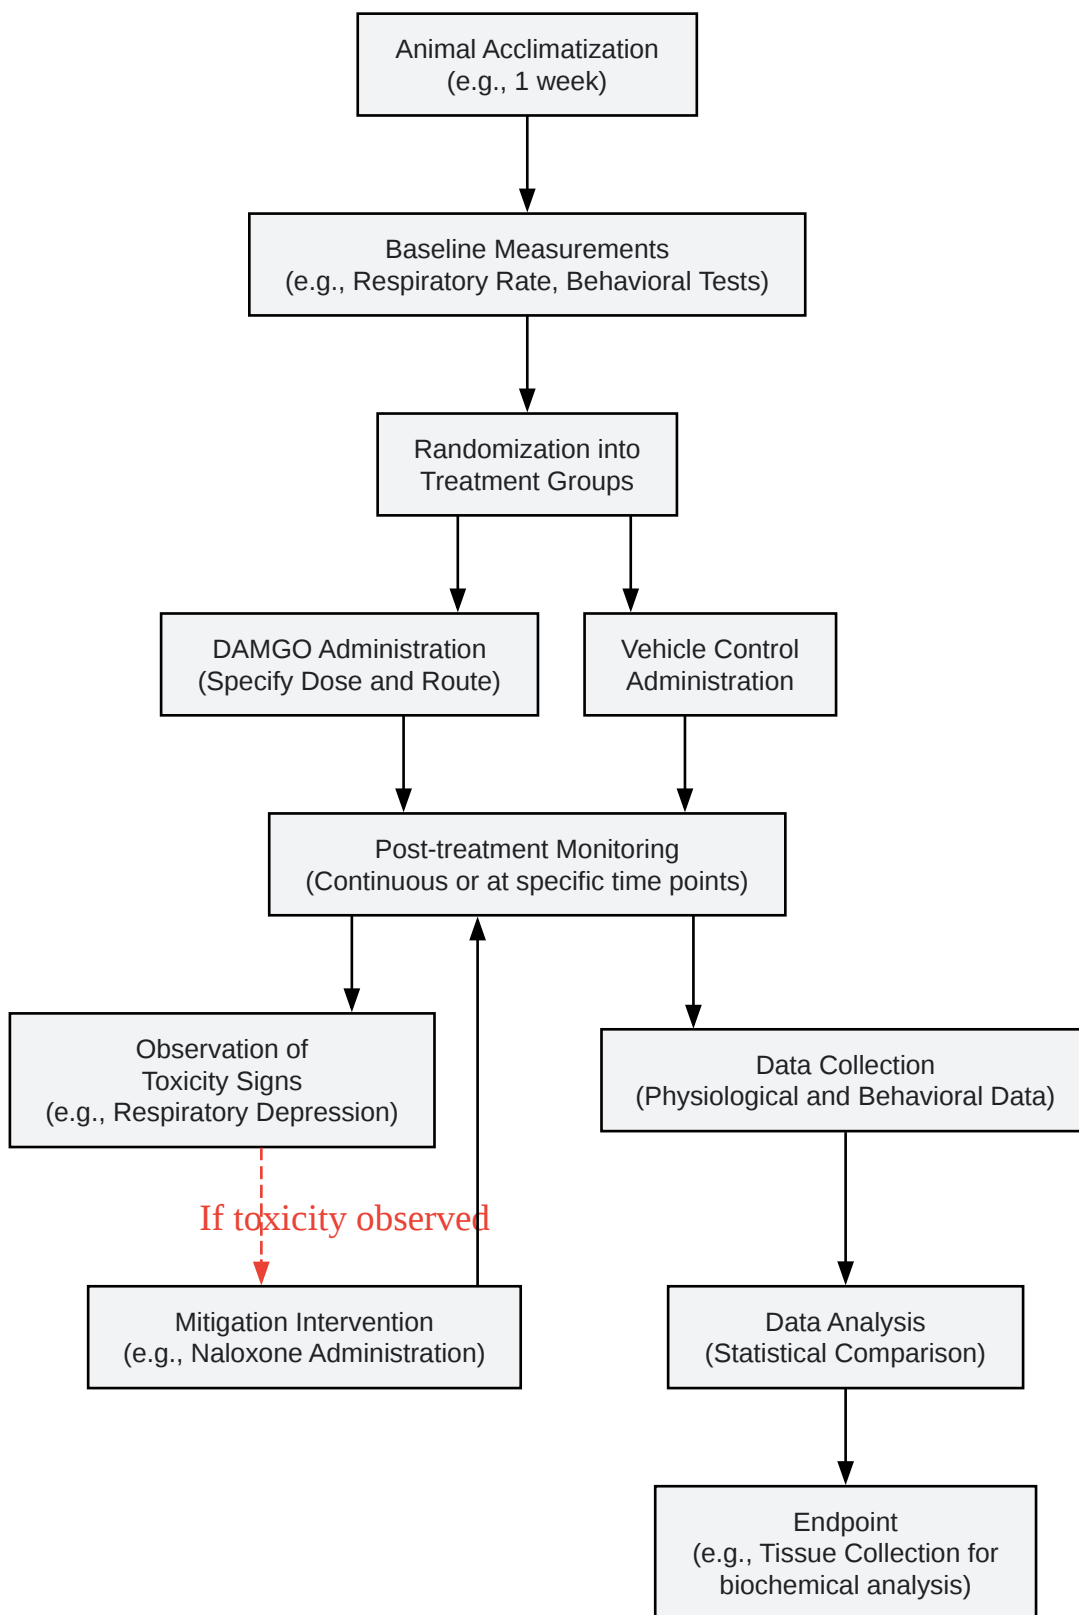 Animal Acclimatization
(e.g., 1 week)
Baseline Measurements
(e.g., Respiratory Rate, Behavioral Tests)
Randomization into
Treatment Groups
DAMGO Administration
(Specify Dose and Route)
Vehicle Control
Administration
Post-treatment Monitoring
(Continuous or at specific time points)
Observation of
Toxicity Signs
(e.g., Respiratory Depression)
Data Collection
(Physiological and Behavioral Data)
If toxicity observed
Mitigation Intervention
(e.g., Naloxone Administration)
Data Analysis
(Statistical Comparison)
Endpoint
(e.g., Tissue Collection for
biochemical analysis)